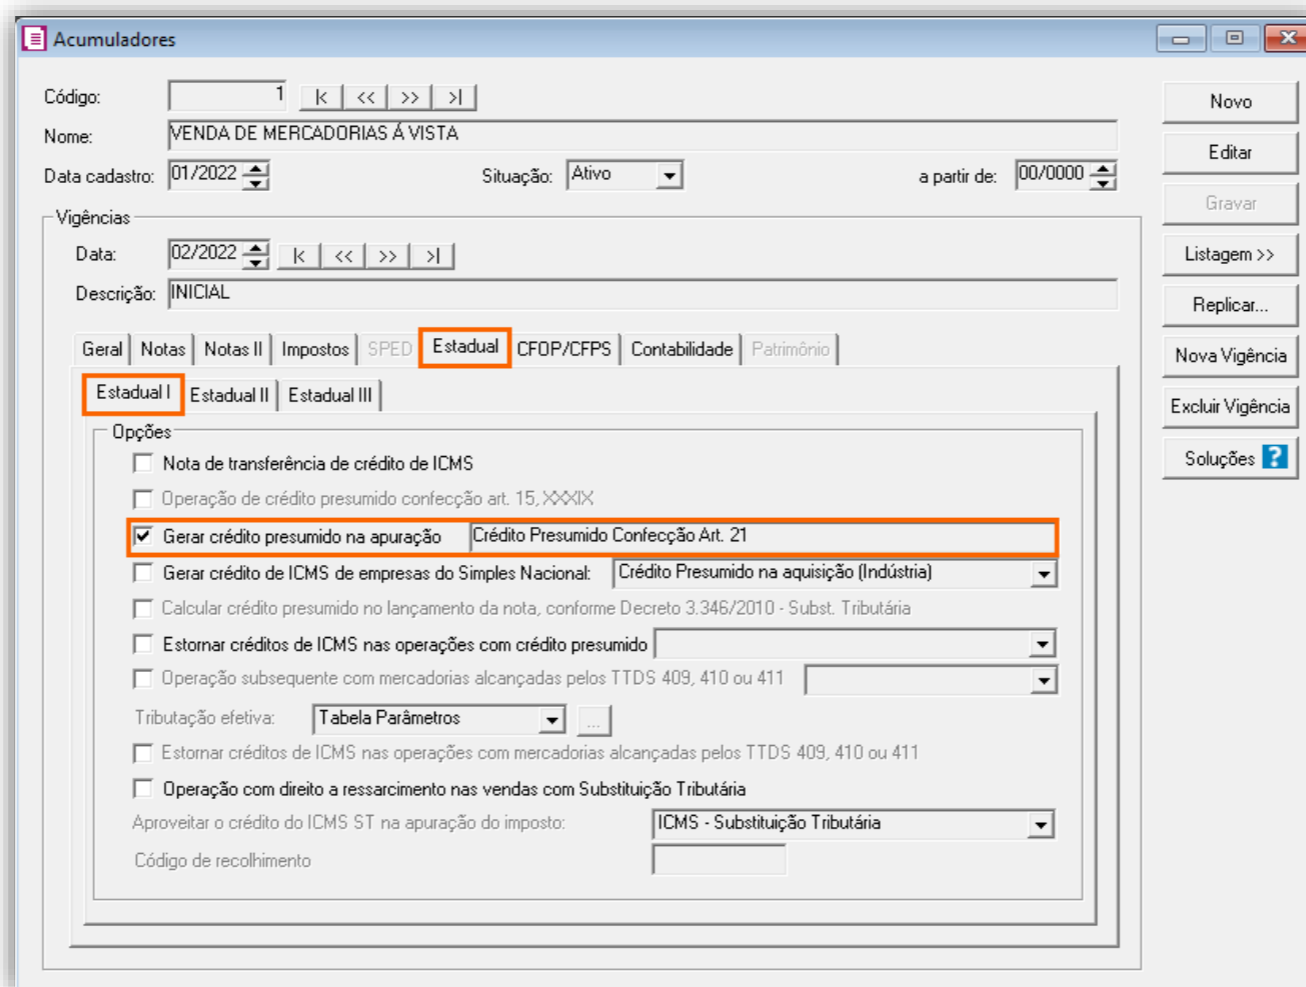 Acumuladores
Código: 1 |< << >> >|
Novo
Nome: VENDA DE MERCADORIAS Á VISTA
Editar
Data cadastro: 01/2022 Situação: Ativo a partir de: 00/0000
Gravar
Vigências
Data: 02/2022 |< << >> >|
Listagem >>
Descrição: INICIAL
Replicar...
Geral Notas Notas II Impostos SPED Estadual CFOP/CFPS Contabilidade Patrimônio
Nova Vigência
Estadual I Estadual II Estadual III
Excluir Vigência
Opções
Soluções ?
Nota de transferência de crédito de ICMS
Operação de crédito presumido confecção art. 15, XXXIX
Gerar crédito presumido na apuração Crédito Presumido Confecção Art. 21
Gerar crédito de ICMS de empresas do Simples Nacional: Crédito Presumido na aquisição (Indústria)
Calcular crédito presumido no lançamento da nota, conforme Decreto 3.346/2010 - Subst. Tributária
Estornar créditos de ICMS nas operações com crédito presumido
Operação subsequente com mercadorias alcançadas pelos TTDS 409, 410 ou 411
Tributação efetiva: Tabela Parâmetros ...
Estornar créditos de ICMS nas operações com mercadorias alcançadas pelos TTDS 409, 410 ou 411
Operação com direito a ressarcimento nas vendas com Substituição Tributária
Aproveitar o crédito do ICMS ST na apuração do imposto: ICMS - Substituição Tributária
Código de recolhimento